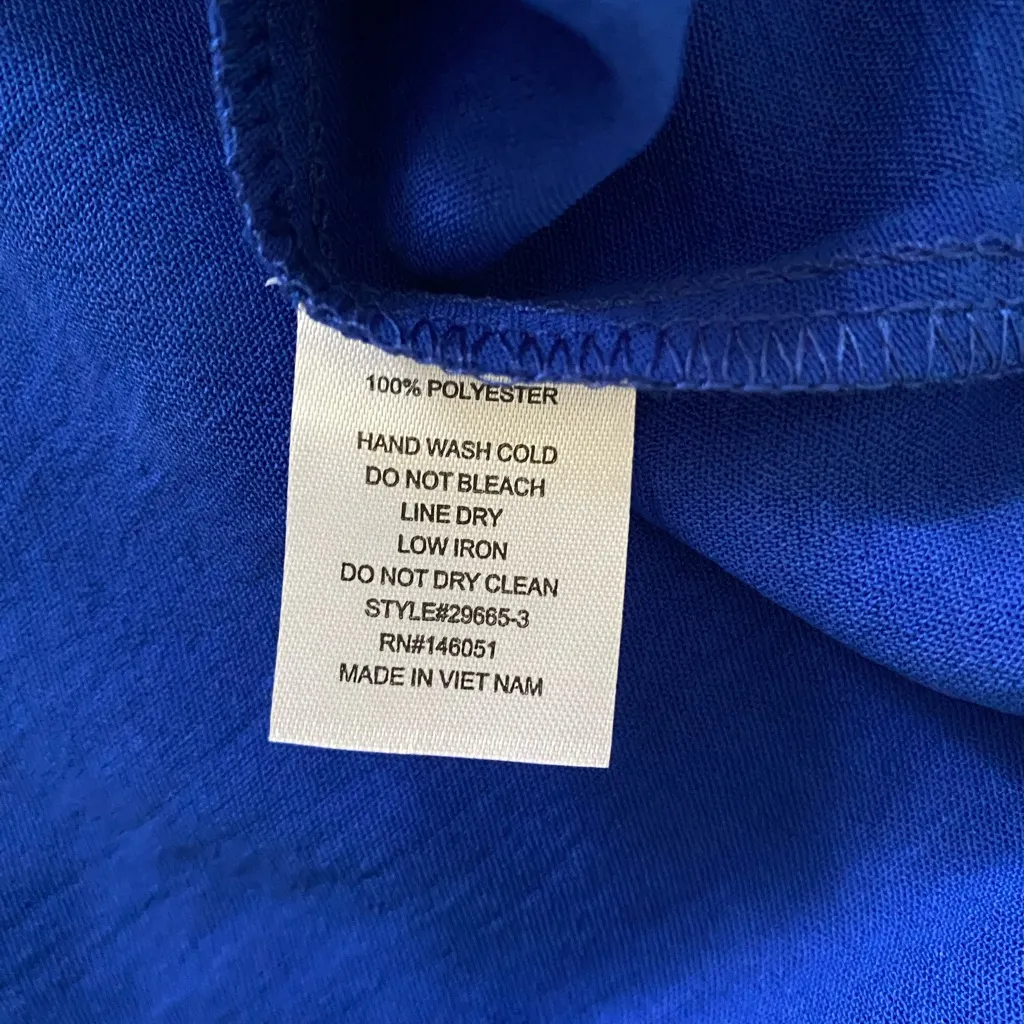 100% POLYESTER
HAND WASH COLD
DO NOT BLEACH
LINE DRY
LOW IRON
DO NOT DRY CLEAN
STYLE#29665-3
RN#146051
MADE IN VIET NAM